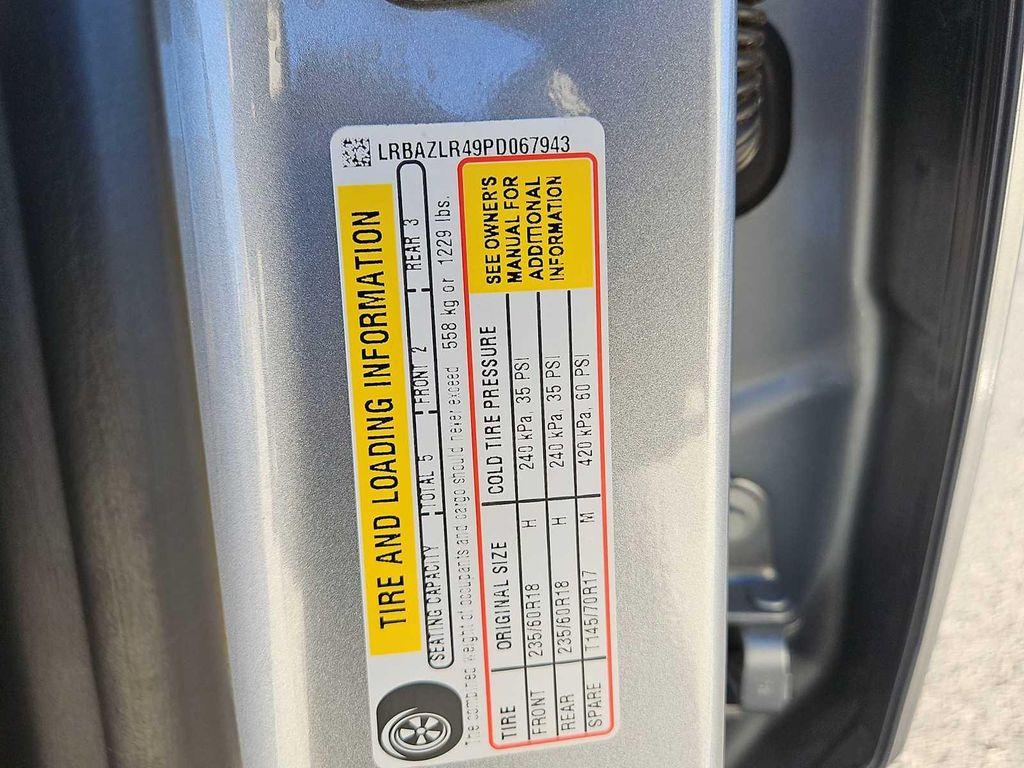 LRBAZLR49PD067943
TIRE AND LOADING INFORMATION
SEATING CAPACITY TOTAL 5 FRONT 2 REAR 3
The combined weight of occupants and cargo should never exceed 558 kg or 1229 lbs.
TIRE ORIGINAL SIZE COLD TIRE PRESSURE
FRONT 235/60R18 H 240 kPa, 35 PSI
REAR 235/60R18 H 240 kPa, 35 PSI
SPARE T145/70R17 M 420 kPa, 60 PSI
SEE OWNER'S
MANUAL FOR
ADDITIONAL
INFORMATION